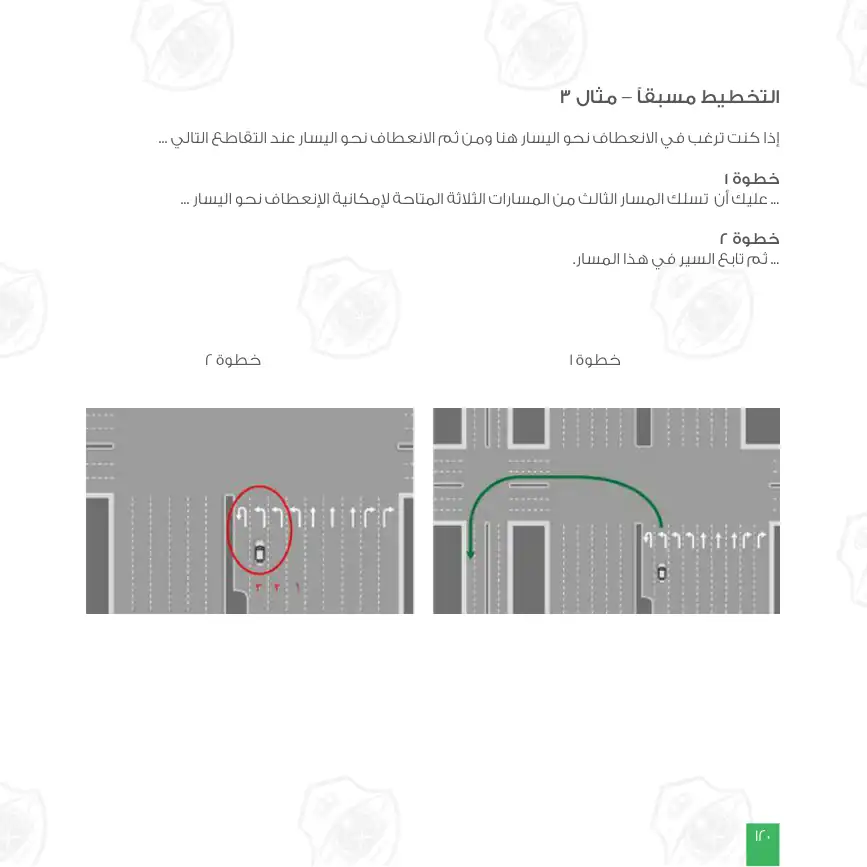 التخطيط مسبقاً – مثال ٣
إذا كنت ترغب في الانعطاف نحو اليسار هنا ومن ثم الانعطاف نحو اليسار عند التقاطع التالي ...
خطوة ١
... عليك أن تسلك المسار الثالث من المسارات الثلاثة المتاحة لإمكانية الإنعطاف نحو اليسار ...
خطوة ٢
... ثم تابع السير في هذا المسار.
خطوة ١
خطوة ٢
١ ٢ ٣
١٢٠